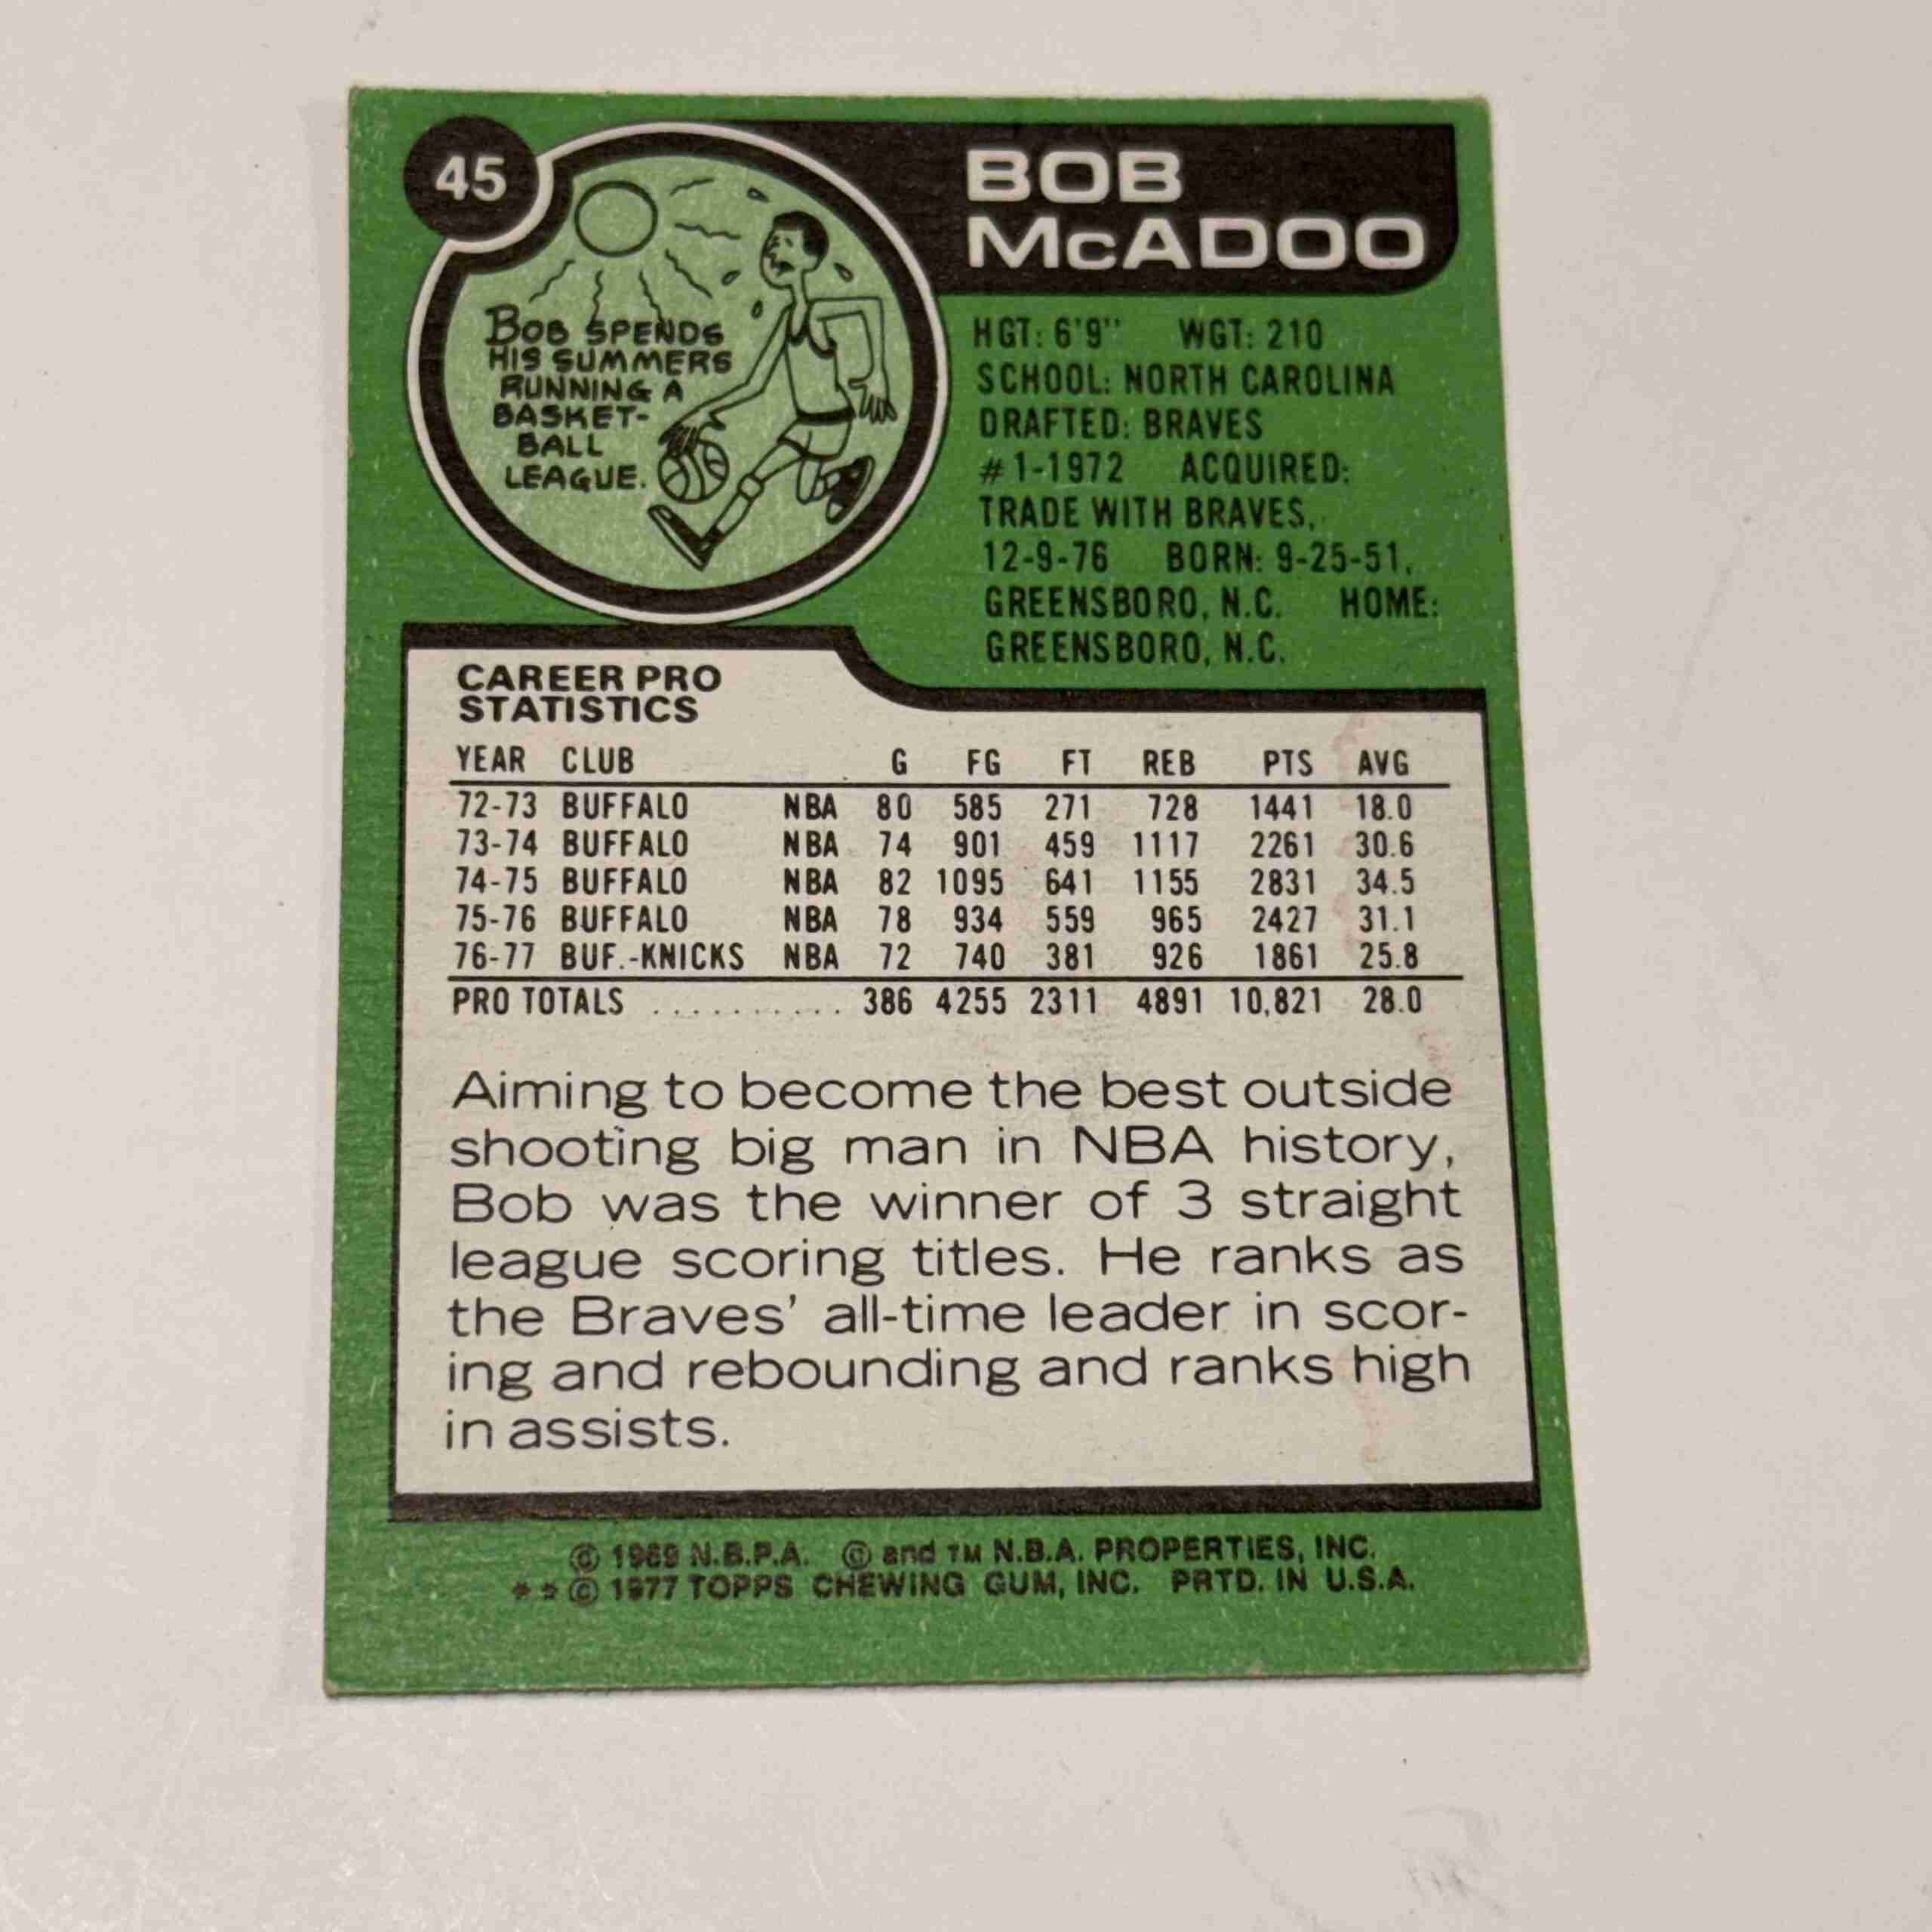 45
BOB
McADOO
BOB SPENDS
HIS SUMMERS
RUNNING A
BASKET-
BALL
LEAGUE.
HGT: 6'9" WGT: 210
SCHOOL: NORTH CAROLINA
DRAFTED: BRAVES
#1-1972 ACQUIRED:
TRADE WITH BRAVES,
12-9-76 BORN: 9-25-51,
GREENSBORO, N.C. HOME:
GREENSBORO, N.C.
CAREER PRO
STATISTICS
YEAR CLUB G FG FT REB PTS AVG
72-73 BUFFALO NBA 80 585 271 728 1441 18.0
73-74 BUFFALO NBA 74 901 459 1117 2261 30.6
74-75 BUFFALO NBA 82 1095 641 1155 2831 34.5
75-76 BUFFALO NBA 78 934 559 965 2427 31.1
76-77 BUF.-KNICKS NBA 72 740 381 926 1861 25.8
PRO TOTALS .......... 386 4255 2311 4891 10,821 28.0
Aiming to become the best outside
shooting big man in NBA history,
Bob was the winner of 3 straight
league scoring titles. He ranks as
the Braves' all-time leader in scor-
ing and rebounding and ranks high
in assists.
© 1969 N.B.P.A. © and TM N.B.A. PROPERTIES, INC.
* * © 1977 TOPPS CHEWING GUM, INC. PRTD. IN U.S.A.